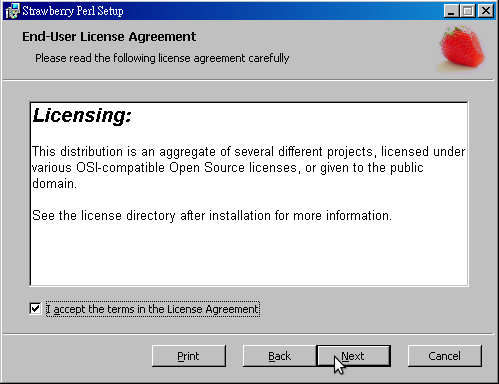 Strawberry Perl Setup
End-User License Agreement
Please read the following license agreement carefully
Licensing:
This distribution is an aggregate of several different projects, licensed under
various OSI-compatible Open Source licenses, or given to the public
domain.
See the license directory after installation for more information.
I accept the terms in the License Agreement
Print
Back
Next
Cancel